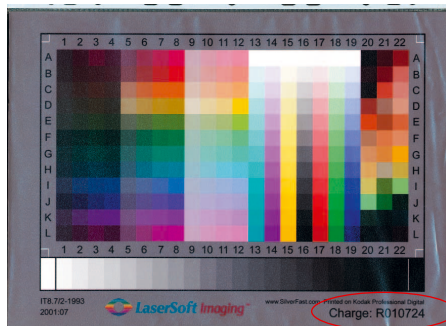 1 2 3 4 5 6 7 8 9 10 11 12 13 14 15 16 17 18 19 20 21 22
A A
B B
C C
D D
E E
F F
G G
H H
I I
J J
K K
L L
1 2 3 4 5 6 7 8 9 10 11 12 13 14 15 16 17 18 19 20 21 22
IT8.7/2-1993
2001:07
LaserSoft Imaging™
www.SilverFast.com· Printed on Kodak Professional Digital
Charge: R010724